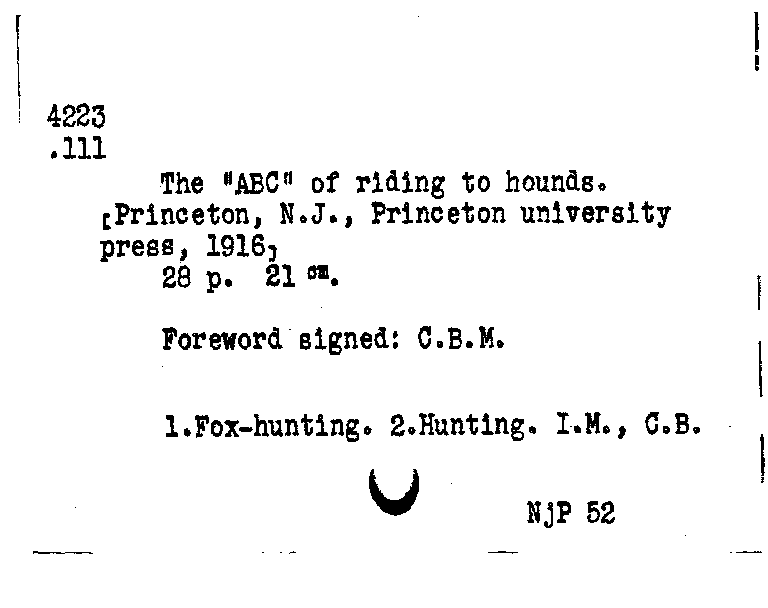 4223
.111
The "ABC" of riding to hounds.
[Princeton, N.J., Princeton university
press, 1916]
28 p. 21 cm.
Foreword signed: C.B.M.
1.Fox-hunting. 2.Hunting. I.M., C.B.
NjP 52